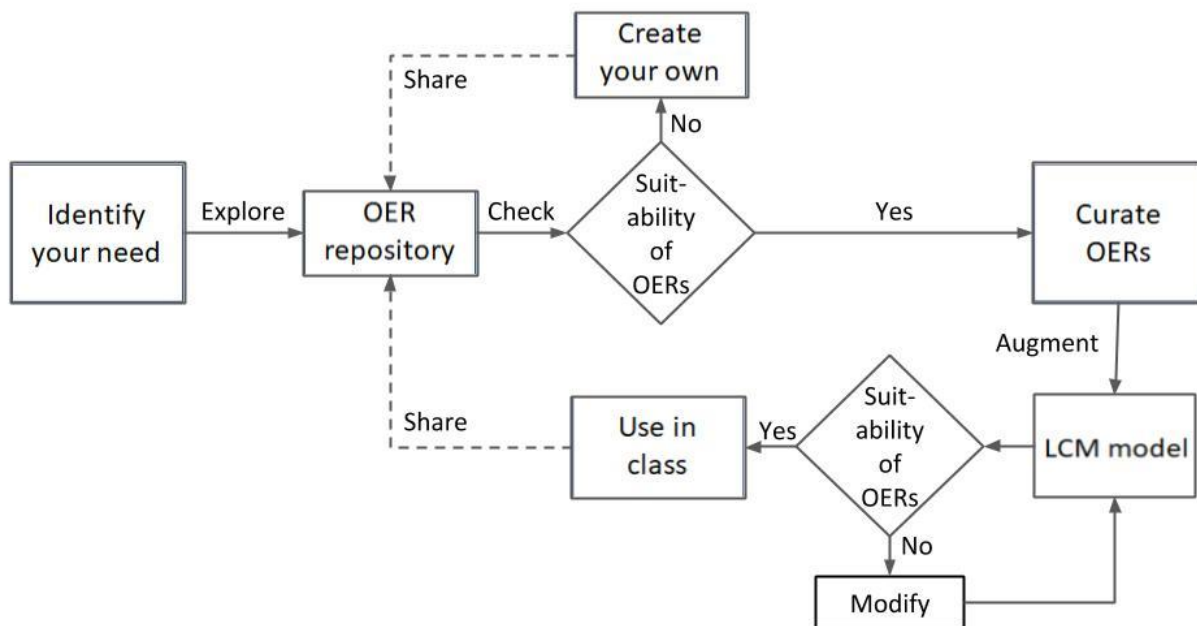 Create
your own
Share
No
Identify
your need
Explore
OER
repository
Check
Suit-
ability
of
OERs
Yes
Curate
OERs
Augment
LCM model
Suit-
ability
of
OERs
Yes
Use in
class
Share
No
Modify